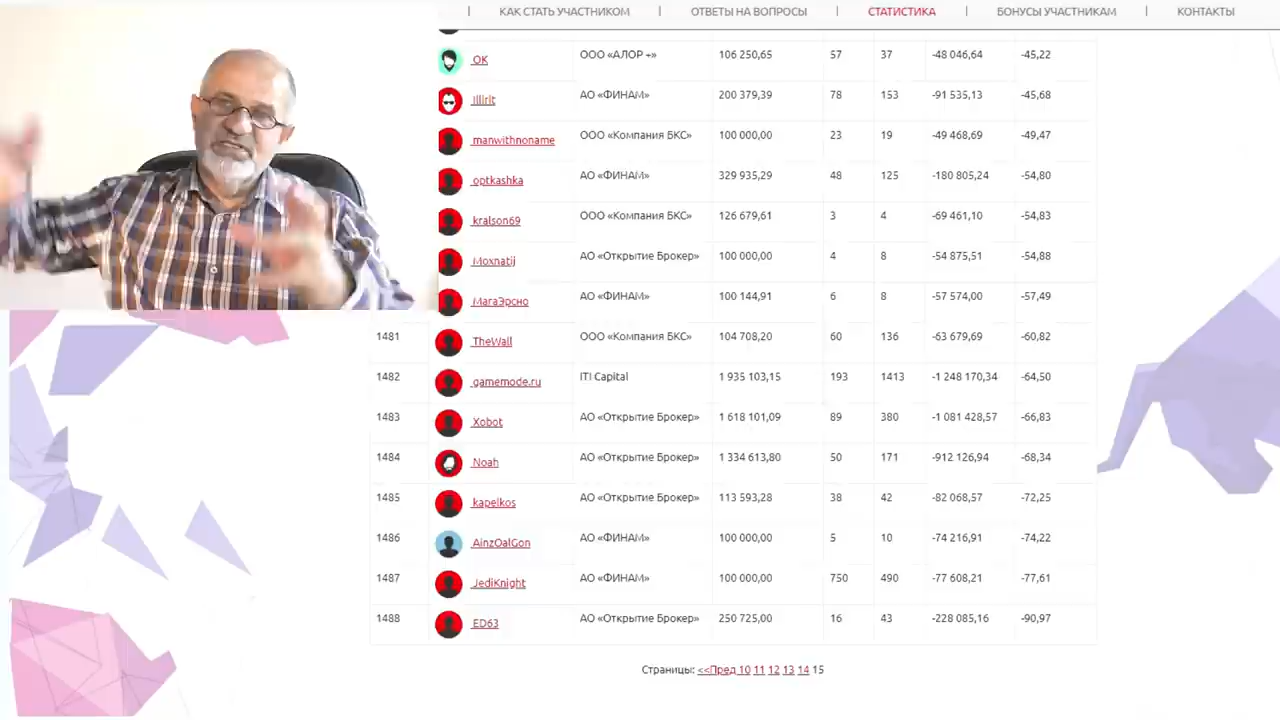 КАК СТАТЬ УЧАСТНИКОМ | ОТВЕТЫ НА ВОПРОСЫ | СТАТИСТИКА | БОНУСЫ УЧАСТНИКАМ | КОНТАКТЫ
OK ООО «АЛОР +» 106 250,65 57 37 -48 046,64 -45,22
Illirit АО «ФИНАМ» 200 379,39 78 153 -91 535,13 -45,68
manwithnoname ООО «Компания БКС» 100 000,00 23 19 -49 468,69 -49,47
optkashka АО «ФИНАМ» 329 935,29 48 125 -180 805,24 -54,80
kralson69 ООО «Компания БКС» 126 679,61 3 4 -69 461,10 -54,83
Moxnatij АО «Открытие Брокер» 100 000,00 4 8 -54 875,51 -54,88
МагаЭрсно АО «ФИНАМ» 100 144,91 6 8 -57 574,00 -57,49
1481 TheWall ООО «Компания БКС» 104 708,20 60 136 -63 679,69 -60,82
1482 gamemode.ru ITI Capital 1 935 103,15 193 1413 -1 248 170,34 -64,50
1483 Xobot АО «Открытие Брокер» 1 618 101,09 89 380 -1 081 428,57 -66,83
1484 Noah АО «Открытие Брокер» 1 334 613,80 50 171 -912 126,94 -68,34
1485 kapelkos АО «Открытие Брокер» 113 593,28 38 42 -82 068,57 -72,25
1486 AinzOalGon АО «ФИНАМ» 100 000,00 5 10 -74 216,91 -74,22
1487 JediKnight АО «ФИНАМ» 100 000,00 750 490 -77 608,21 -77,61
1488 ED63 АО «Открытие Брокер» 250 725,00 16 43 -228 085,16 -90,97
Страницы: <<Пред 10 11 12 13 14 15